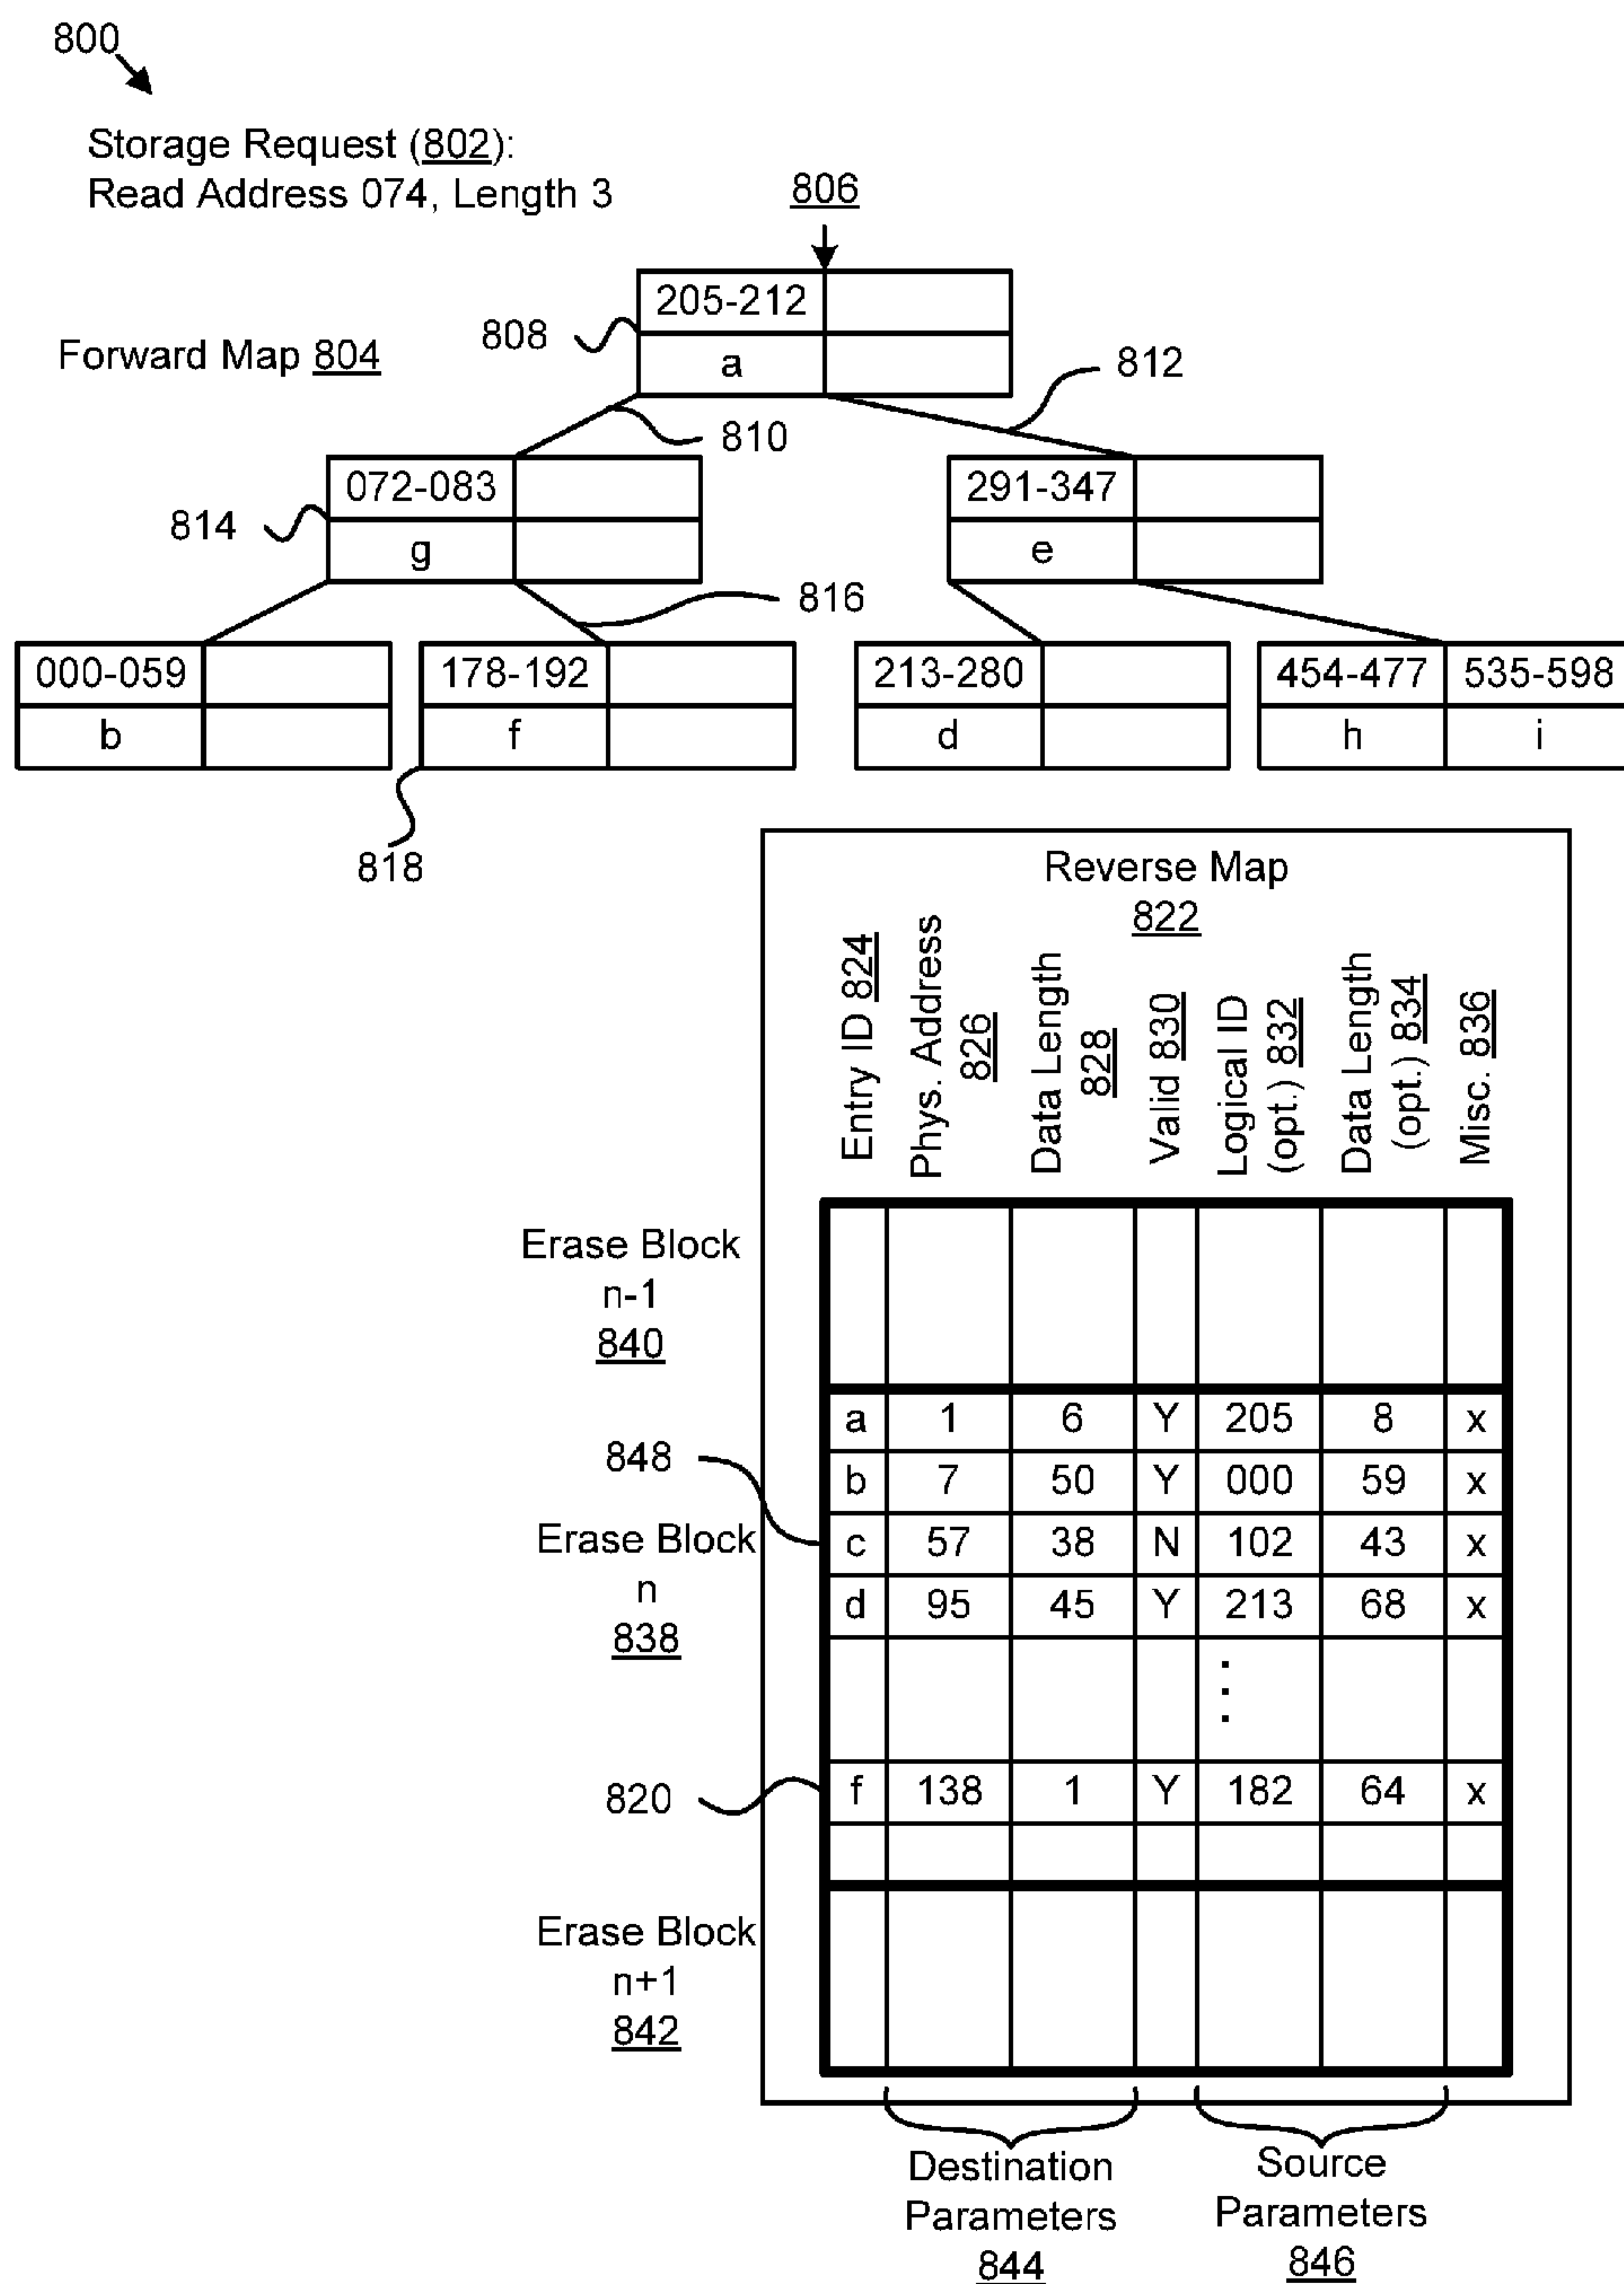 800
Storage Request (802):
Read Address 074, Length 3
806
205-212
808
a
Forward Map 804
812
810
072-083
291-347
814
g
e
816
000-059
178-192
213-280
454-477 535-598
b
f
d
h i
818
Reverse Map
822
Entry ID 824
Phys. Address
826
Data Length
828
Valid 830
Logical ID
(opt.) 832
Data Length
(opt.) 834
Misc. 836
Erase Block
n-1
840
a 1 6 Y 205 8 x
848
b 7 50 Y 000 59 x
Erase Block
n
838
c 57 38 N 102 43 x
d 95 45 Y 213 68 x
820
f 138 1 Y 182 64 x
Erase Block
n+1
842
Destination
Parameters
844
Source
Parameters
846